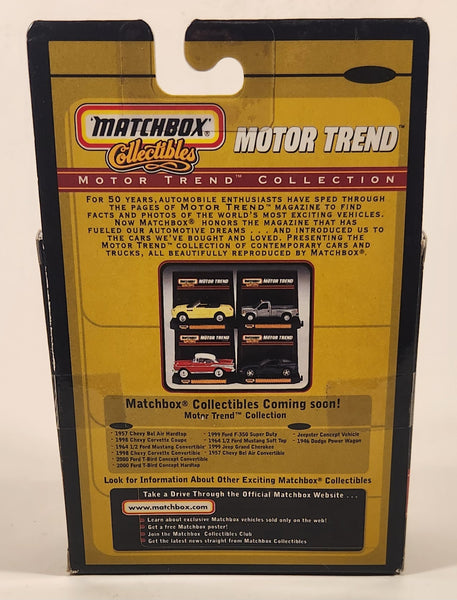 MATCHBOX®
Collectibles
MOTOR TREND™
MOTOR TREND™ COLLECTION
FOR 50 YEARS, AUTOMOBILE ENTHUSIASTS HAVE SPED THROUGH
THE PAGES OF MOTOR TREND™ MAGAZINE TO FIND
FACTS AND PHOTOS OF THE WORLD'S MOST EXCITING VEHICLES.
NOW MATCHBOX® HONORS THE MAGAZINE THAT HAS
FUELED OUR AUTOMOTIVE DREAMS . . . AND INTRODUCED US TO
THE CARS WE'VE BOUGHT AND LOVED. PRESENTING THE
MOTOR TREND™ COLLECTION OF CONTEMPORARY CARS AND
TRUCKS, ALL BEAUTIFULLY REPRODUCED BY MATCHBOX®.
MOTOR TREND MOTOR TREND
MOTOR TREND MOTOR TREND
Matchbox® Collectibles Coming soon!
Motor Trend™ Collection
• 1957 Chevy Bel Air Hardtop • 1999 Ford F-350 Super Duty • Jeepster Concept Vehicle
• 1998 Chevy Corvette Coupe • 1964 1/2 Ford Mustang Soft Top • 1946 Dodge Power Wagon
• 1964 1/2 Ford Mustang Convertible • 1999 Jeep Grand Cherokee
• 1998 Chevy Corvette Convertible • 1957 Chevy Bel Air Convertible
• 2000 Ford T-Bird Concept Convertible
• 2000 Ford T-Bird Concept Hardtop
Look for Information About Other Exciting Matchbox® Collectibles
Take a Drive Through the Official Matchbox Website . . .
www.matchbox.com
Learn about exclusive Matchbox vehicles sold only on the web!
Get a free Matchbox poster!
Join the Matchbox Collectibles Club
Get the latest news straight from Matchbox Collectibles